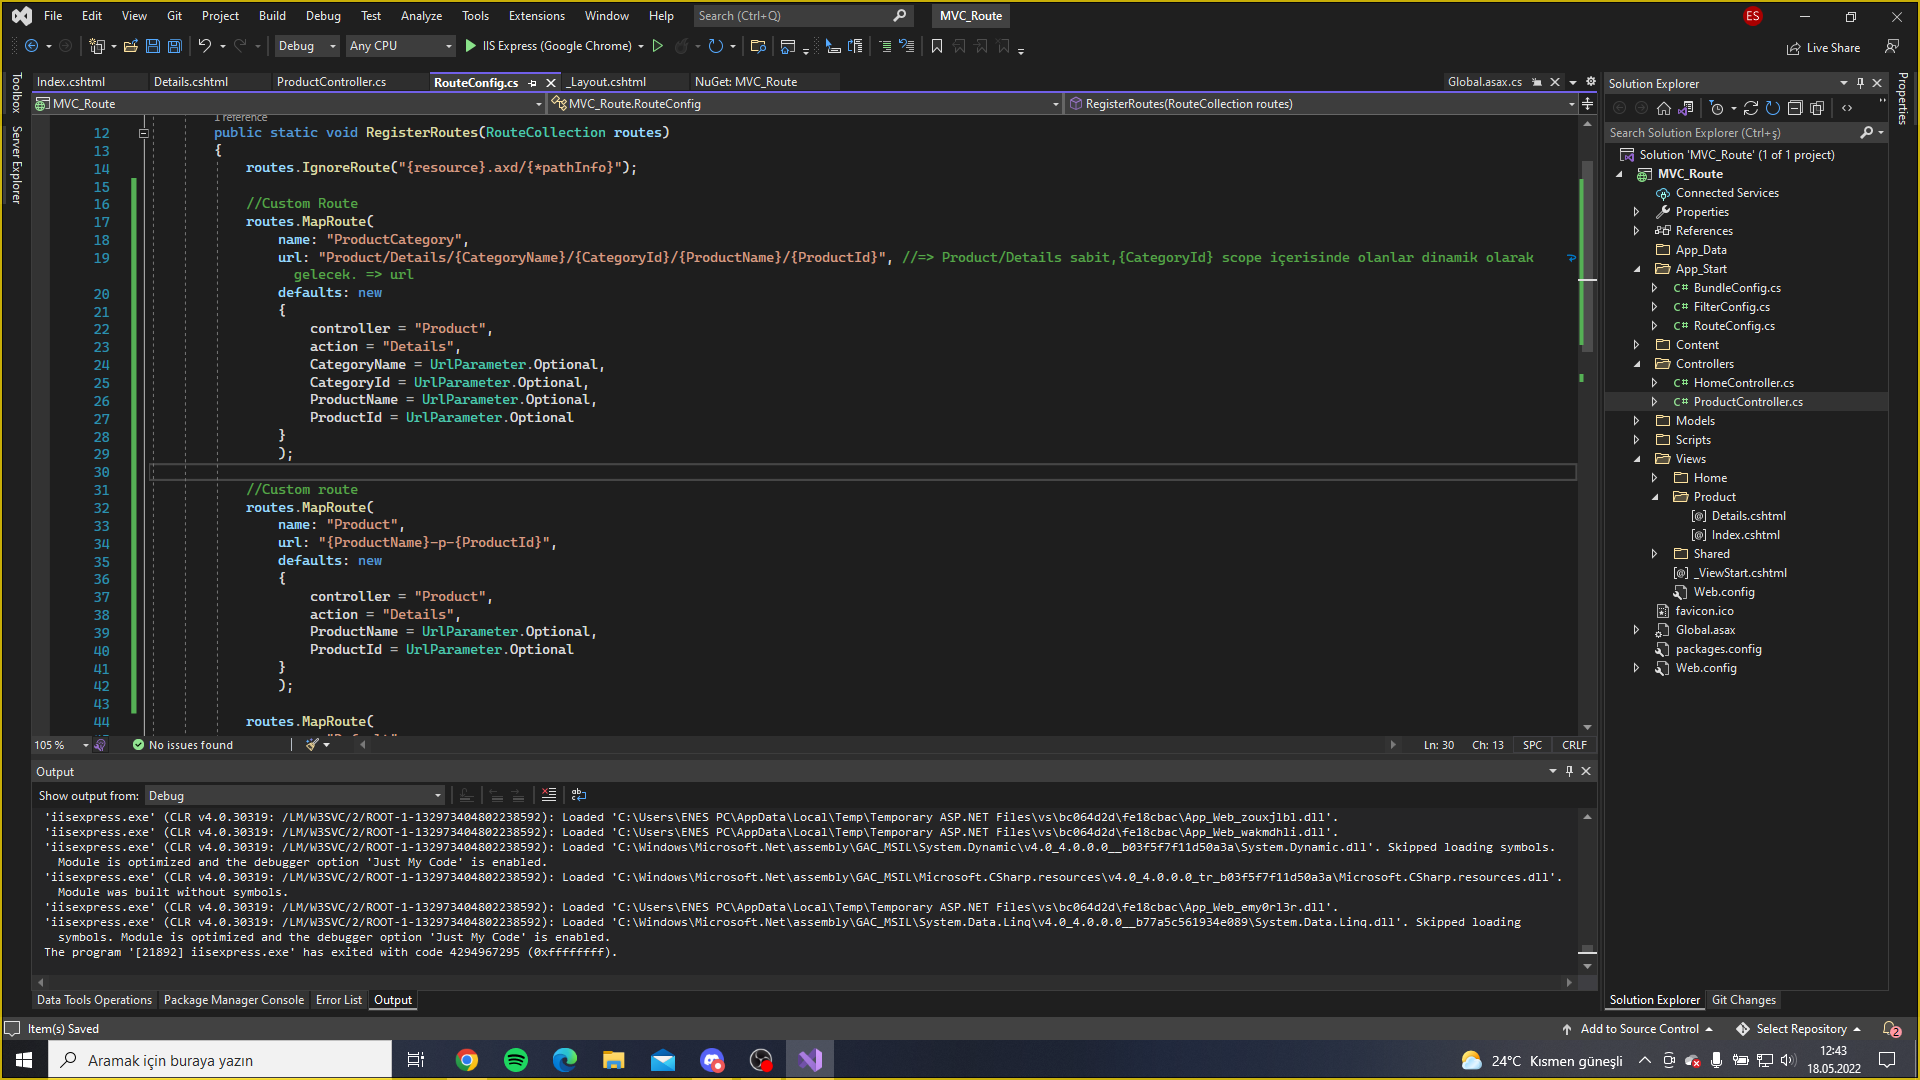 File Edit View Git Project Build Debug Test Analyze Tools Extensions Window Help Search (Ctrl+Q) MVC_Route ES
Debug Any CPU IIS Express (Google Chrome) Live Share
Index.cshtml Details.cshtml ProductController.cs RouteConfig.cs _Layout.cshtml NuGet: MVC_Route Global.asax.cs
MVC_Route MVC_Route.RouteConfig RegisterRoutes(RouteCollection routes)
Toolbox
Server Explorer
1 reference
12 public static void RegisterRoutes(RouteCollection routes)
13 {
14 routes.IgnoreRoute("{resource}.axd/{*pathInfo}");
15
16 //Custom Route
17 routes.MapRoute(
18 name: "ProductCategory",
19 url: "Product/Details/{CategoryName}/{CategoryId}/{ProductName}/{ProductId}", //=> Product/Details sabit,{CategoryId} scope içerisinde olanlar dinamik olarak
gelecek. => url
20 defaults: new
21 {
22 controller = "Product",
23 action = "Details",
24 CategoryName = UrlParameter.Optional,
25 CategoryId = UrlParameter.Optional,
26 ProductName = UrlParameter.Optional,
27 ProductId = UrlParameter.Optional
28 }
29 );
30
31 //Custom route
32 routes.MapRoute(
33 name: "Product",
34 url: "{ProductName}-p-{ProductId}",
35 defaults: new
36 {
37 controller = "Product",
38 action = "Details",
39 ProductName = UrlParameter.Optional,
40 ProductId = UrlParameter.Optional
41 }
42 );
43
44 routes.MapRoute(
105 % No issues found Ln: 30 Ch: 13 SPC CRLF
Output
Show output from: Debug
'iisexpress.exe' (CLR v4.0.30319: /LM/W3SVC/2/ROOT-1-132973404802238592): Loaded 'C:\Users\ENES PC\AppData\Local\Temp\Temporary ASP.NET Files\vs\bc064d2d\fe18cbac\App_Web_zouxjlbl.dll'.
'iisexpress.exe' (CLR v4.0.30319: /LM/W3SVC/2/ROOT-1-132973404802238592): Loaded 'C:\Users\ENES PC\AppData\Local\Temp\Temporary ASP.NET Files\vs\bc064d2d\fe18cbac\App_Web_wakmdhli.dll'.
'iisexpress.exe' (CLR v4.0.30319: /LM/W3SVC/2/ROOT-1-132973404802238592): Loaded 'C:\Windows\Microsoft.Net\assembly\GAC_MSIL\System.Dynamic\v4.0_4.0.0.0__b03f5f7f11d50a3a\System.Dynamic.dll'. Skipped loading symbols.
Module is optimized and the debugger option 'Just My Code' is enabled.
'iisexpress.exe' (CLR v4.0.30319: /LM/W3SVC/2/ROOT-1-132973404802238592): Loaded 'C:\Windows\Microsoft.Net\assembly\GAC_MSIL\Microsoft.CSharp.resources\v4.0_4.0.0.0_tr_b03f5f7f11d50a3a\Microsoft.CSharp.resources.dll'.
Module was built without symbols.
'iisexpress.exe' (CLR v4.0.30319: /LM/W3SVC/2/ROOT-1-132973404802238592): Loaded 'C:\Users\ENES PC\AppData\Local\Temp\Temporary ASP.NET Files\vs\bc064d2d\fe18cbac\App_Web_emy0rl3r.dll'.
'iisexpress.exe' (CLR v4.0.30319: /LM/W3SVC/2/ROOT-1-132973404802238592): Loaded 'C:\Windows\Microsoft.Net\assembly\GAC_MSIL\System.Data.Linq\v4.0_4.0.0.0__b77a5c561934e089\System.Data.Linq.dll'. Skipped loading
symbols. Module is optimized and the debugger option 'Just My Code' is enabled.
The program '[21892] iisexpress.exe' has exited with code 4294967295 (0xffffffff).
Data Tools Operations Package Manager Console Error List Output
Solution Explorer
Search Solution Explorer (Ctrl+ş)
Solution 'MVC_Route' (1 of 1 project)
MVC_Route
Connected Services
Properties
References
App_Data
App_Start
C# BundleConfig.cs
C# FilterConfig.cs
C# RouteConfig.cs
Content
Controllers
C# HomeController.cs
C# ProductController.cs
Models
Scripts
Views
Home
Product
[@] Details.cshtml
[@] Index.cshtml
Shared
[@] _ViewStart.cshtml
Web.config
favicon.ico
Global.asax
packages.config
Web.config
Solution Explorer Git Changes
Properties
Item(s) Saved Add to Source Control Select Repository 2
Aramak için buraya yazın 24°C Kısmen güneşli 12:43
18.05.2022